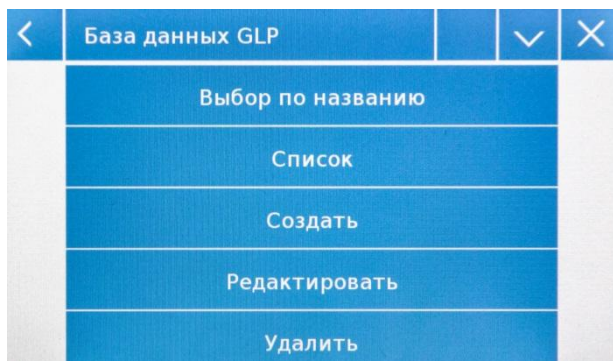 База данных GLP
Выбор по названию
Список
Создать
Редактировать
Удалить